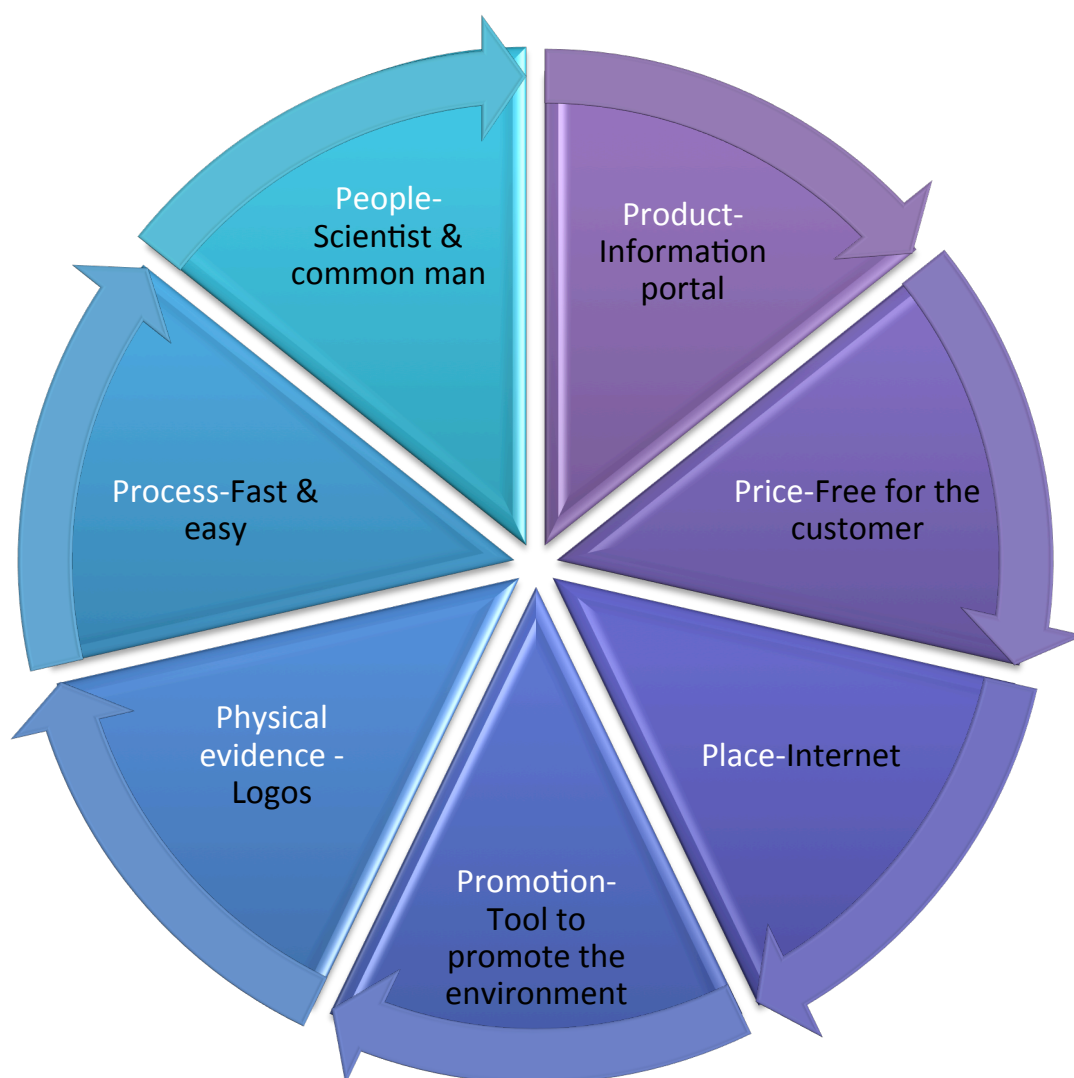 Product-
Information
portal
Price-Free for the
customer
Place-Internet
Promotion-
Tool to
promote the
environment
Physical
evidence -
Logos
Process-Fast &
easy
People-
Scientist &
common man